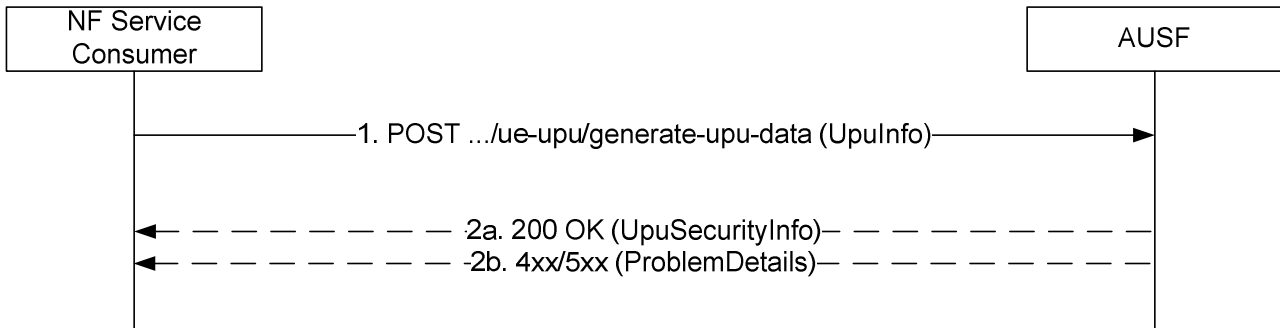 NF Service
Consumer
AUSF
1. POST .../ue-upu/generate-upu-data (UpuInfo)
2a. 200 OK (UpuSecurityInfo)
2b. 4xx/5xx (ProblemDetails)